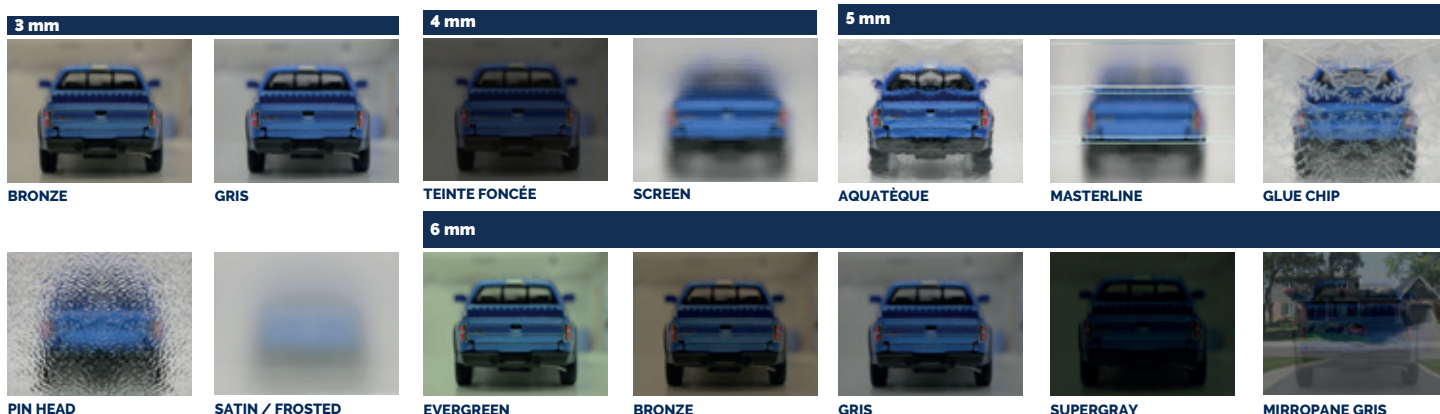 3 mm
BRONZE
GRIS
4 mm
TEINTE FONCÉE
SCREEN
5 mm
AQUATÈQUE
MASTERLINE
GLUE CHIP
PIN HEAD
SATIN / FROSTED
6 mm
EVERGREEN
BRONZE
GRIS
SUPERGRAY
MIRROPANE GRIS